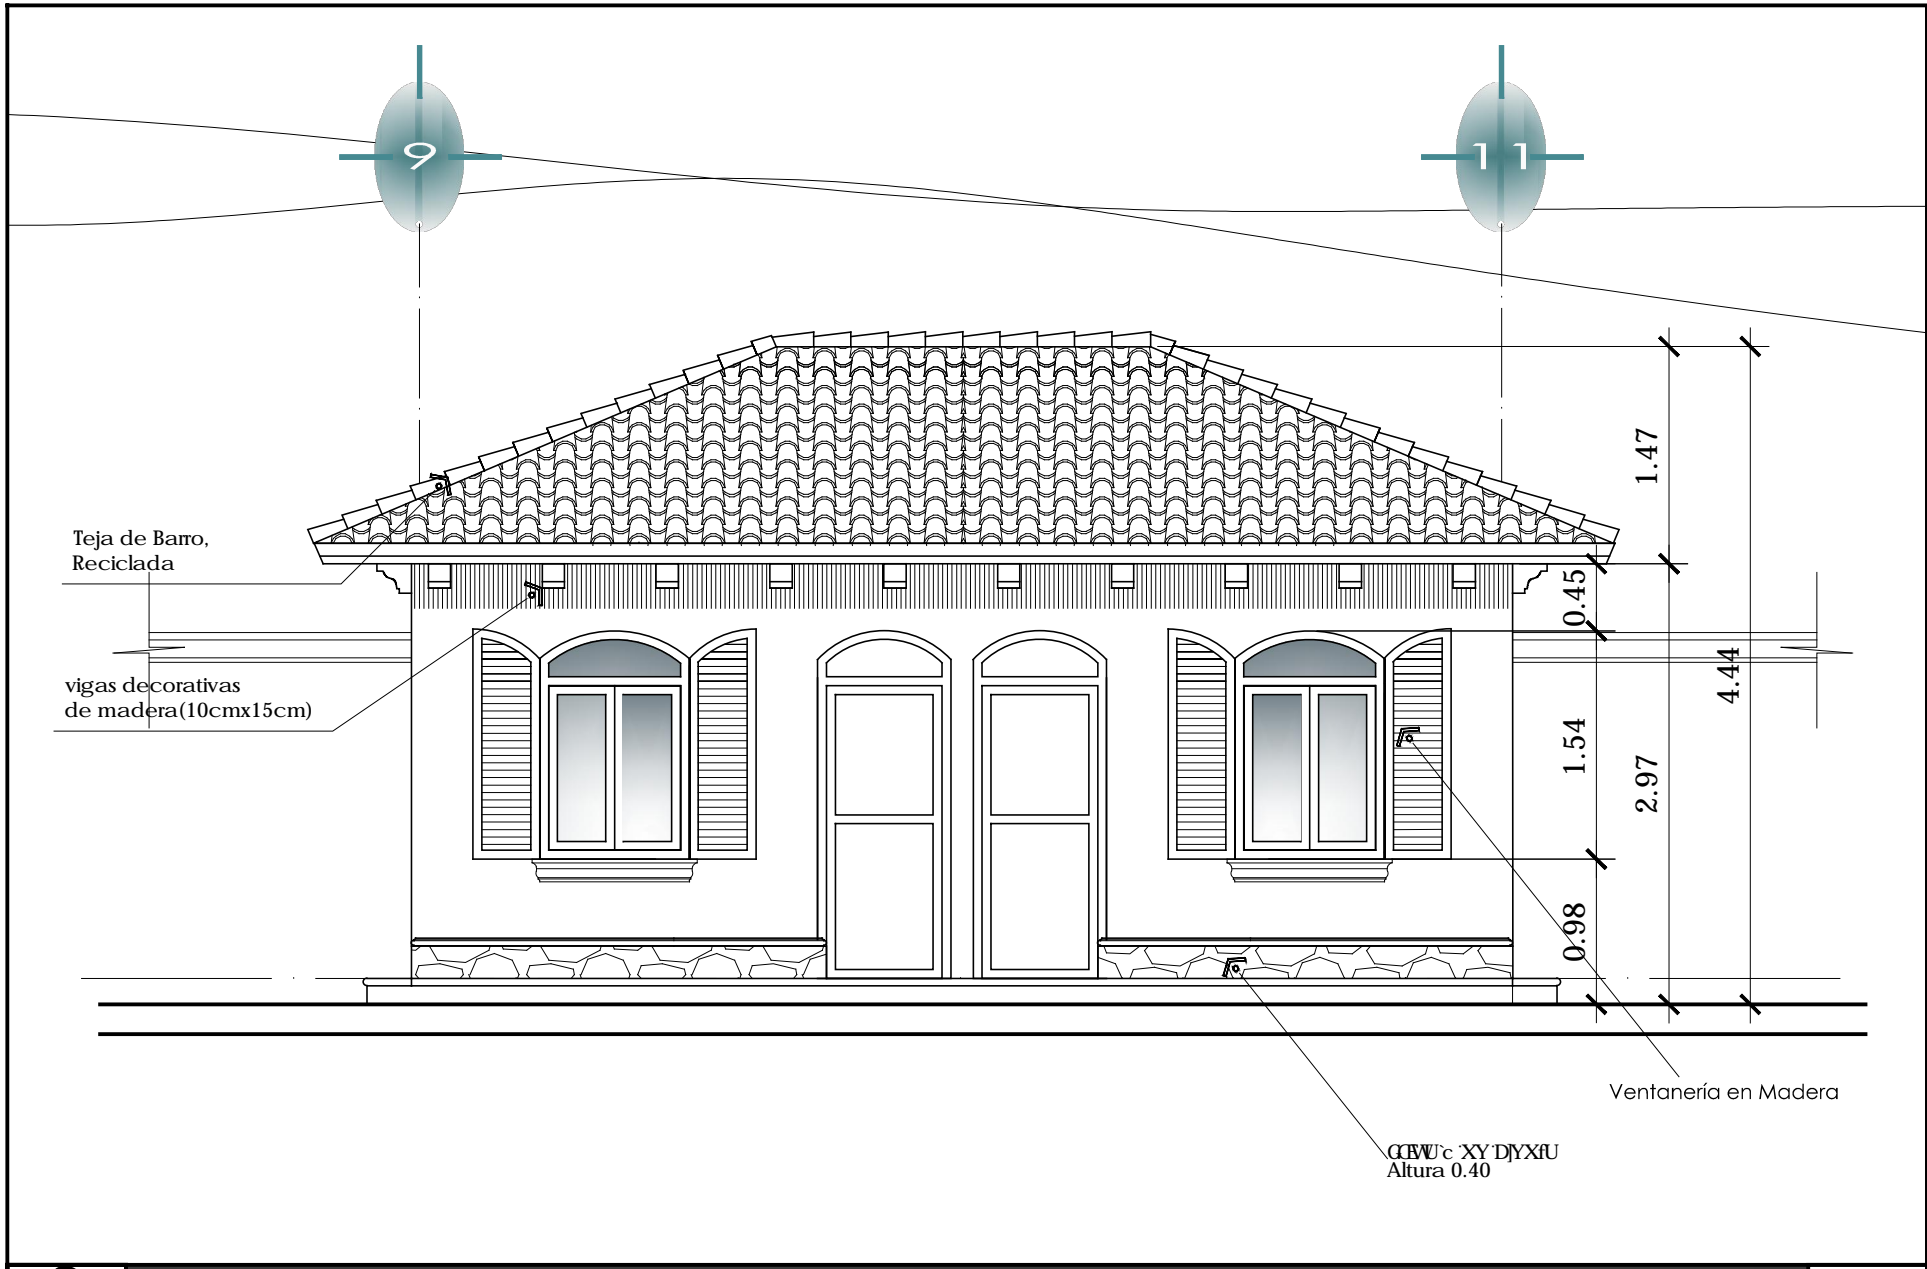 9
11
1.47
Teja de Barro,
Reciclada
0.45
4.44
vigas decorativas
de madera(10cmx15cm)
1.54
2.97
0.98
Ventanería en Madera
Altura 0.40